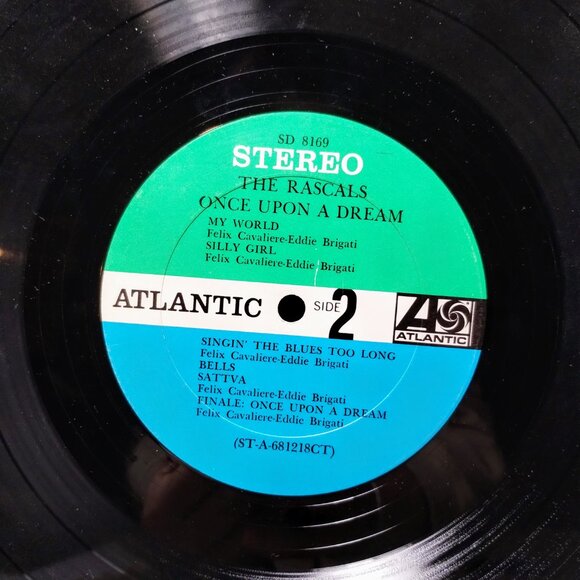 SD 8169
STEREO
THE RASCALS
ONCE UPON A DREAM
MY WORLD
Felix Cavaliere-Eddie Brigati
SILLY GIRL
Felix Cavaliere-Eddie Brigati
ATLANTIC SIDE 2 A
ATLANTIC
SINGIN' THE BLUES TOO LONG
Felix Cavaliere-Eddie Brigati
BELLS
SATTVA
Felix Cavaliere-Eddie Brigati
FINALE: ONCE UPON A DREAM
Felix Cavaliere-Eddie Brigati
(ST-A-681218CT)